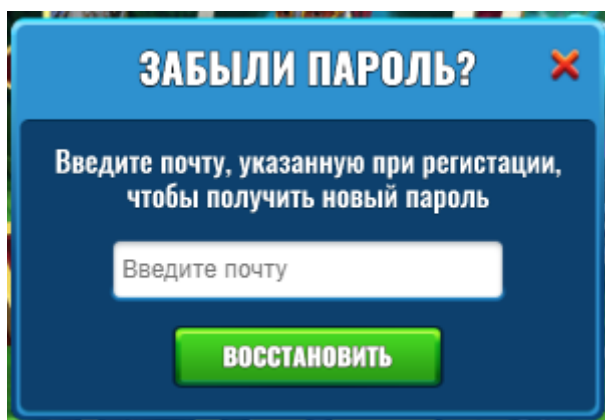 ЗАБЫЛИ ПАРОЛЬ?
Введите почту, указанную при регистации,
чтобы получить новый пароль
Введите почту
ВОССТАНОВИТЬ